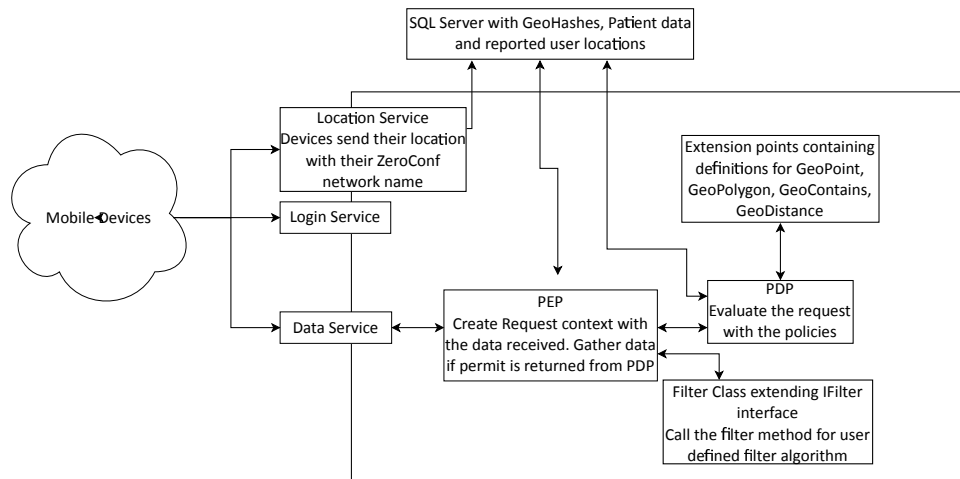 SQL Server with GeoHashes, Patient data
and reported user locations
Location Service
Devices send their location
with their ZeroConf
network name
Extension points containing
definitions for GeoPoint,
GeoPolygon, GeoContains,
GeoDistance
Mobile Devices
Login Service
PEP
Create Request context with
the data received. Gather data
if permit is returned from PDP
PDP
Evaluate the request
with the policies
Data Service
Filter Class extending IFilter
interface
Call the filter method for user
defined filter algorithm